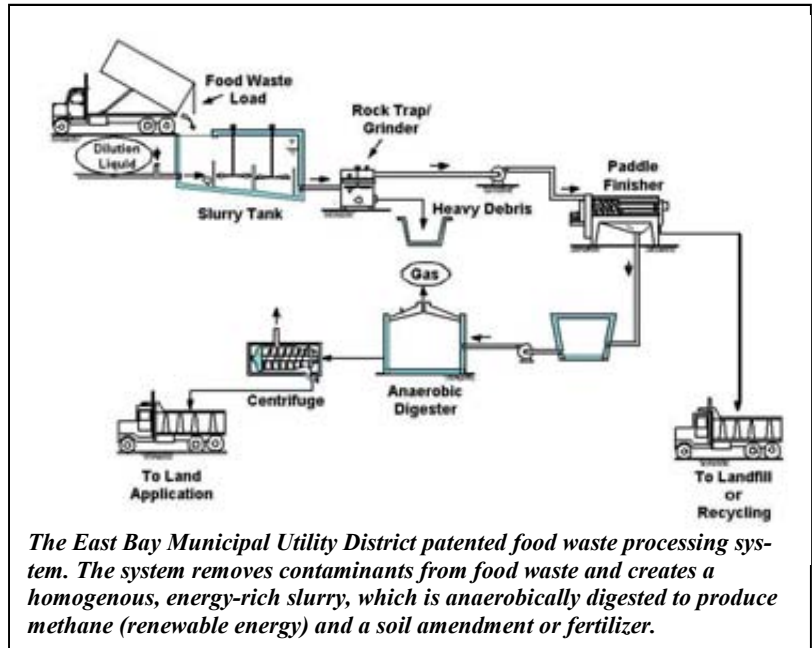 Food Waste
Load
Rock Trap/
Grinder
Dilution
Liquid
Paddle
Finisher
Slurry Tank
Heavy Debris
Gas
Centrifuge
Anaerobic
Digester
To Land
Application
To Landfill
or
Recycling
The East Bay Municipal Utility District patented food waste processing sys-
tem. The system removes contaminants from food waste and creates a
homogenous, energy-rich slurry, which is anaerobically digested to produce
methane (renewable energy) and a soil amendment or fertilizer.